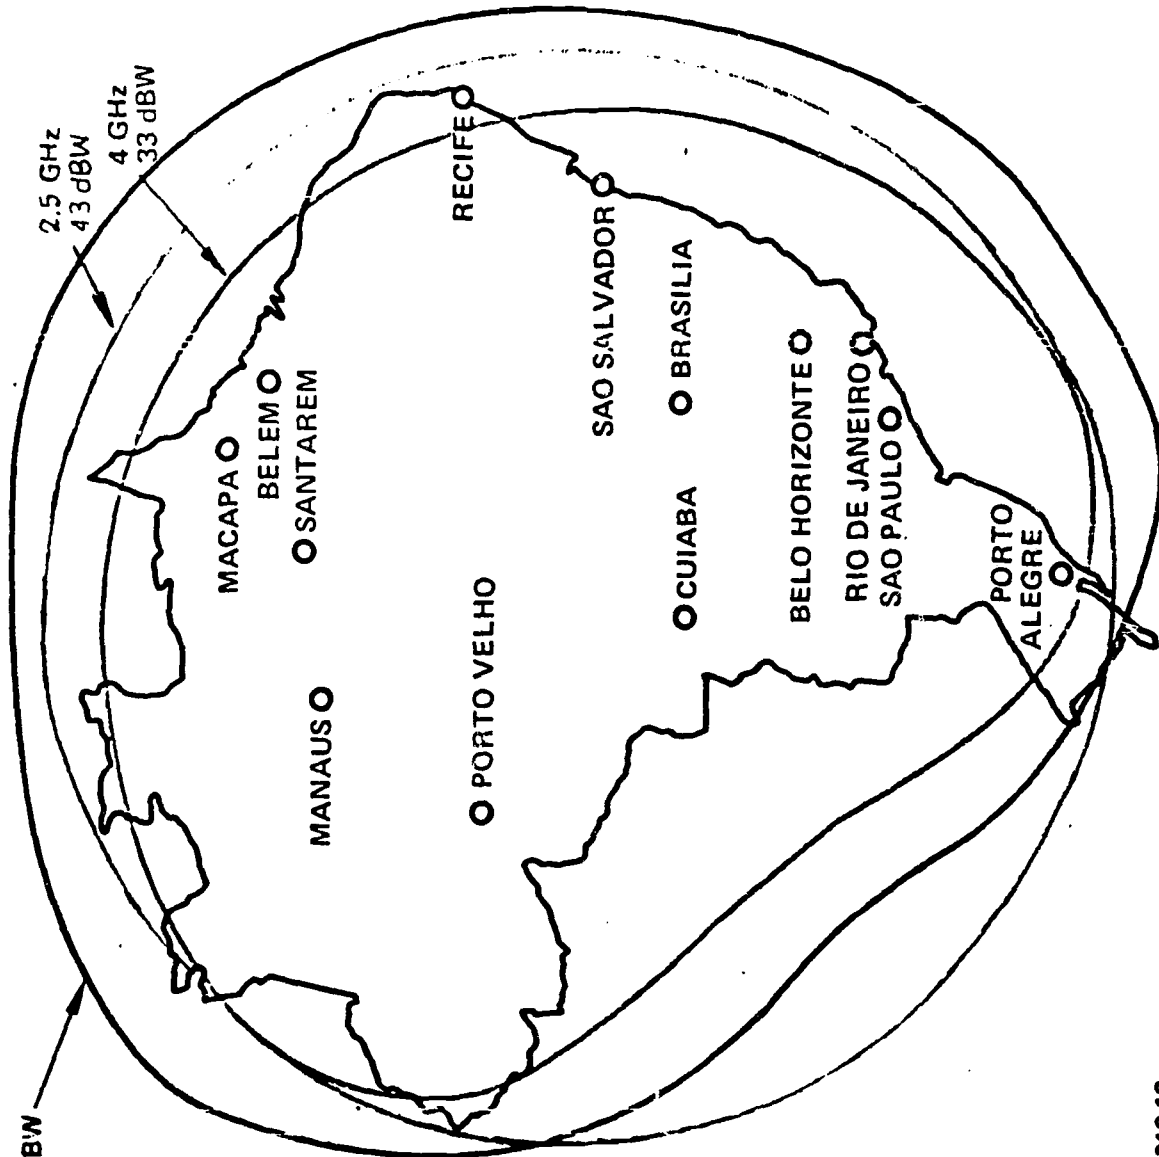 2.5 GHz
43 dBW
4 GHz
33 dBW
BW
MACAPA
BELEM
SANTAREM
MANAUS
PORTO VELHO
RECIFE
SAO SALVADOR
BRASILIA
CUIABA
BELO HORIZONTE
RIO DE JANEIRO
SAO PAULO
PORTO
ALEGRE